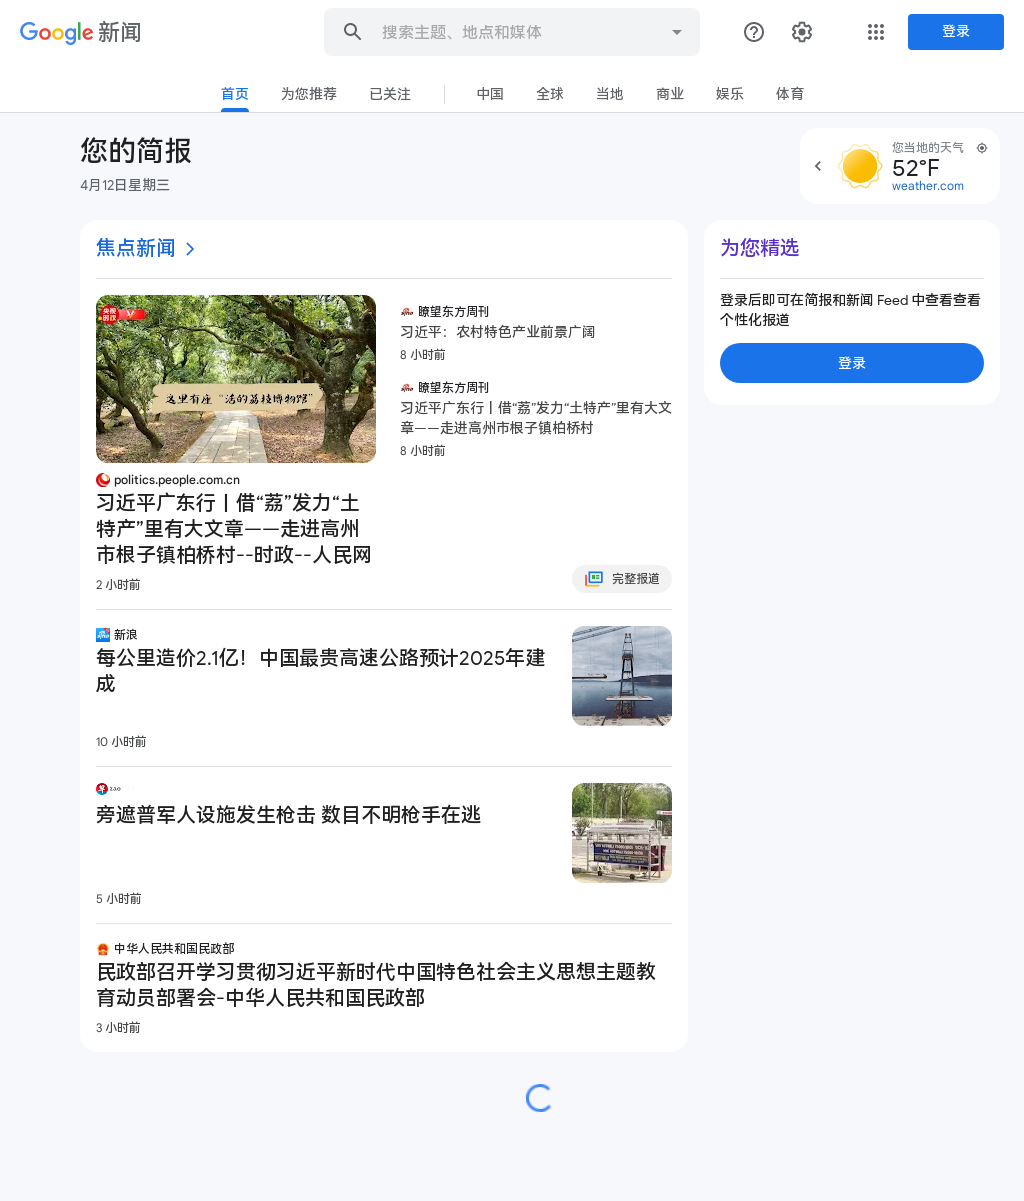 Google 新闻
搜索主题、地点和媒体
登录
首页
为您推荐
已关注
中国
全球
当地
商业
娱乐
体育
您的简报
4月12日星期三
您当地的天气
52°F
weather.com
焦点新闻
央视
时政
这里有座“活的荔枝博物馆”
politics.people.com.cn
习近平广东行丨借“荔”发力“土
特产”里有大文章——走进高州
市根子镇柏桥村--时政--人民网
2 小时前
瞭望东方周刊
习近平：农村特色产业前景广阔
8 小时前
瞭望东方周刊
习近平广东行丨借“荔”发力“土特产”里有大文
章——走进高州市根子镇柏桥村
8 小时前
完整报道
新浪
每公里造价2.1亿！中国最贵高速公路预计2025年建
成
10 小时前
旁遮普军人设施发生枪击 数目不明枪手在逃
5 小时前
中华人民共和国民政部
民政部召开学习贯彻习近平新时代中国特色社会主义思想主题教
育动员部署会-中华人民共和国民政部
3 小时前
为您精选
登录后即可在简报和新闻 Feed 中查看查看
个性化报道
登录